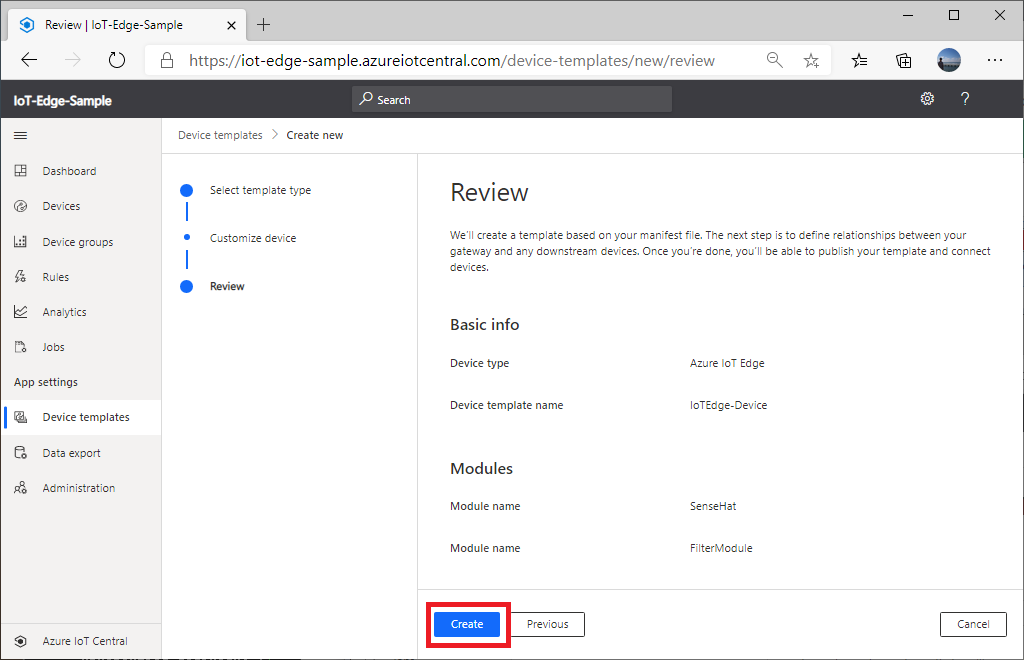 Review | IoT-Edge-Sample
https://iot-edge-sample.azureiotcentral.com/device-templates/new/review
IoT-Edge-Sample
Search
?
Device templates > Create new
Dashboard
Devices
Device groups
Rules
Analytics
Jobs
App settings
Device templates
Data export
Administration
Azure IoT Central
Select template type
Customize device
Review
Review
We'll create a template based on your manifest file. The next step is to define relationships between your
gateway and any downstream devices. Once you're done, you'll be able to publish your template and connect
devices.
Basic info
Device type Azure IoT Edge
Device template name IoTEdge-Device
Modules
Module name SenseHat
Module name FilterModule
Create Previous Cancel